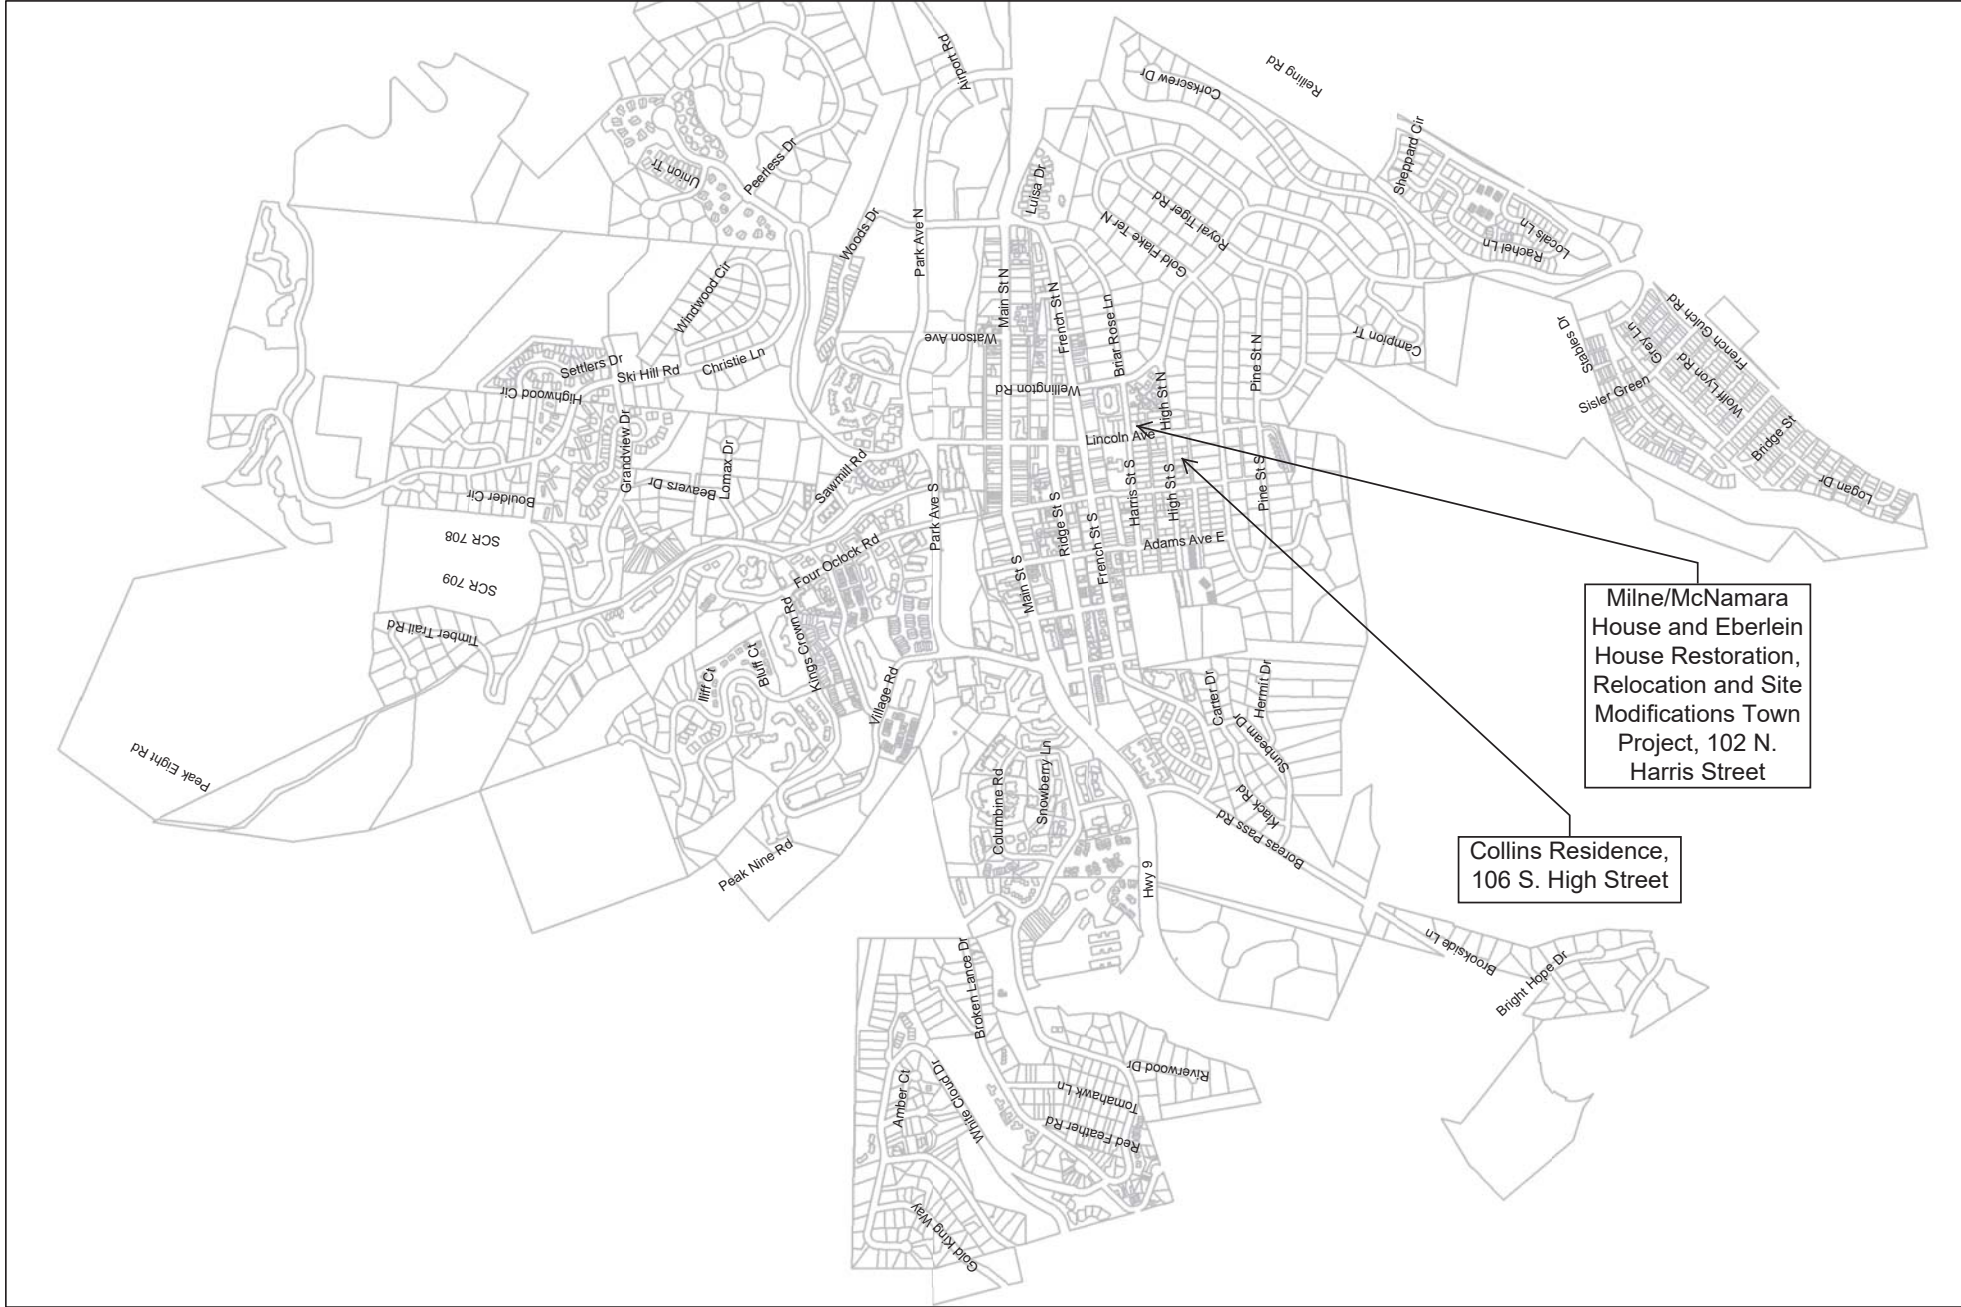 Airport Rd
Reiling Rd
Corkscrew Dr
Sheppard Cir
Union Tr
Peerless Dr
Luisa Dr
Royal Tiger Rd
Gold Flake Ter N
Locals Ln
Rachel Ln
Woods Dr
Park Ave N
Main St N
French St N
Briar Rose Ln
Windwood Cir
Watson Ave
Pine St N
Campion Tr
Stables Dr
Grey Ln
French Gulch Rd
Wolff Lyon Rd
Sisler Green
Bridge St
Logan Dr
Settlers Dr
Ski Hill Rd
Christie Ln
Highwood Cir
Wellington Rd
High St N
Lincoln Ave
Grandview Dr
Lomax Dr
Beavers Dr
Sawmill Rd
Boulder Cir
Park Ave S
Ridge St S
French St S
Harris St S
High St S
Pine St S
Adams Ave E
SCR 708
SCR 709
Four Oclock Rd
Main St S
Timber Trail Rd
Kings Crown Rd
Bluff Ct
Iliff Ct
Village Rd
Carter Dr
Hermit Dr
Sunbeam Dr
Milne/McNamara
House and Eberlein
House Restoration,
Relocation and Site
Modifications Town
Project, 102 N.
Harris Street
Peak Eight Rd
Columbine Rd
Snowberry Ln
Klack Rd
Boreas Pass Rd
Peak Nine Rd
Hwy 9
Collins Residence,
106 S. High Street
Broken Lance Dr
Brookside Ln
Bright Hope Dr
Amber Ct
White Cloud Dr
Riverwood Dr
Tomahawk Ln
Red Feather Rd
Gold King Way